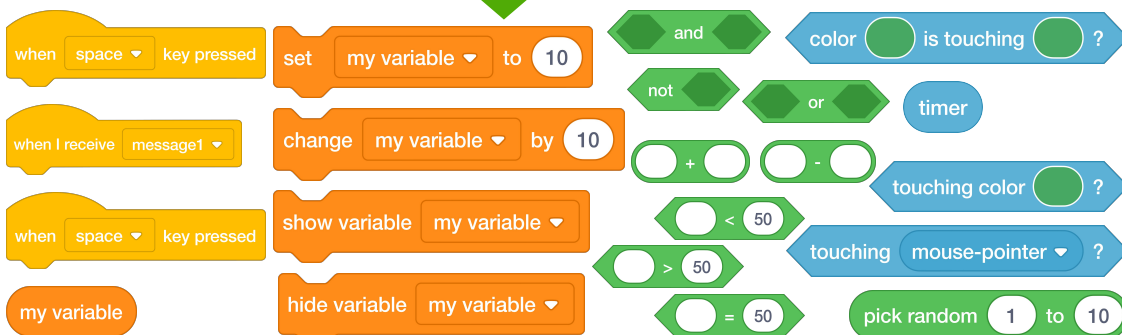 when space key pressed
when I receive message1
when space key pressed
my variable
set my variable to 10
change my variable by 10
show variable my variable
hide variable my variable
and
not
or
+
-
< 50
> 50
= 50
color is touching ?
timer
touching color ?
touching mouse-pointer ?
pick random 1 to 10